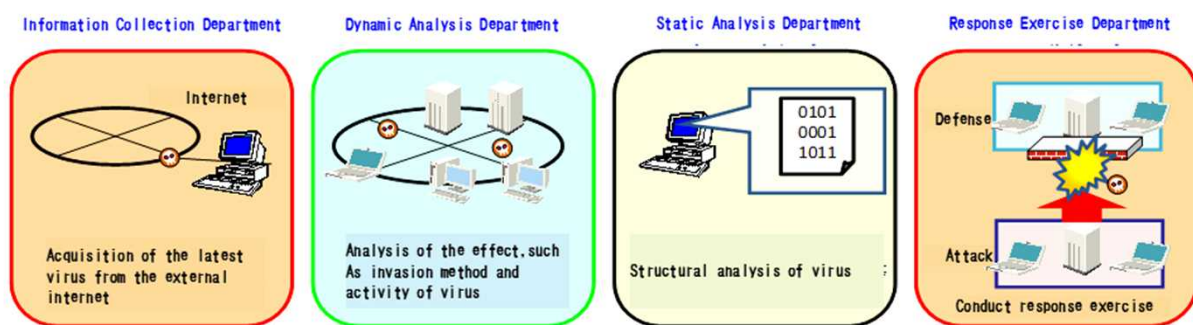 Information Collection Department
Dynamic Analysis Department
Static Analysis Department
Response Exercise Department
Internet
Acquisition of the latest
virus from the external
internet
Analysis of the effect, such
As invasion method and
activity of virus
0101
0001
1011
Structural analysis of virus
Defense
Attack
Conduct response exercise